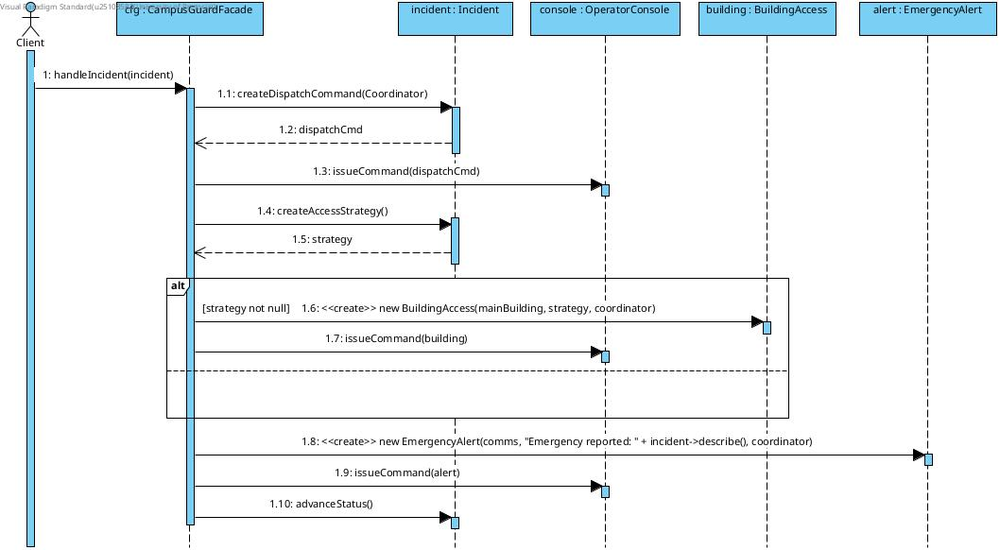 Visual Paradigm Standard
cfg : CampusGuardFacade
incident : Incident
console : OperatorConsole
building : BuildingAccess
alert : EmergencyAlert
Client
1: handleIncident(incident)
1.1: createDispatchCommand(Coordinator)
1.2: dispatchCmd
1.3: issueCommand(dispatchCmd)
1.4: createAccessStrategy()
1.5: strategy
alt
[strategy not null]
1.6: <<create>> new BuildingAccess(mainBuilding, strategy, coordinator)
1.7: issueCommand(building)
1.8: <<create>> new EmergencyAlert(comms, "Emergency reported: " + incident->describe(), coordinator)
1.9: issueCommand(alert)
1.10: advanceStatus()